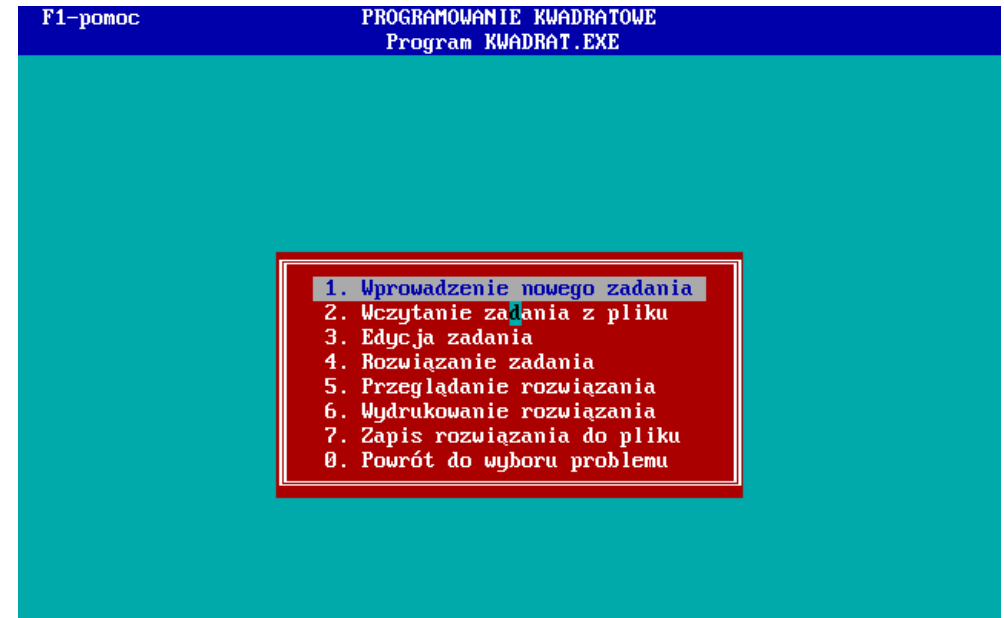 F1-pomoc PROGRAMOWANIE KWADRATOWE
Program KWADRAT.EXE
1. Wprowadzenie nowego zadania
2. Wczytanie zadania z pliku
3. Edycja zadania
4. Rozwiązanie zadania
5. Przeglądanie rozwiązania
6. Wydrukowanie rozwiązania
7. Zapis rozwiązania do pliku
0. Powrót do wyboru problemu